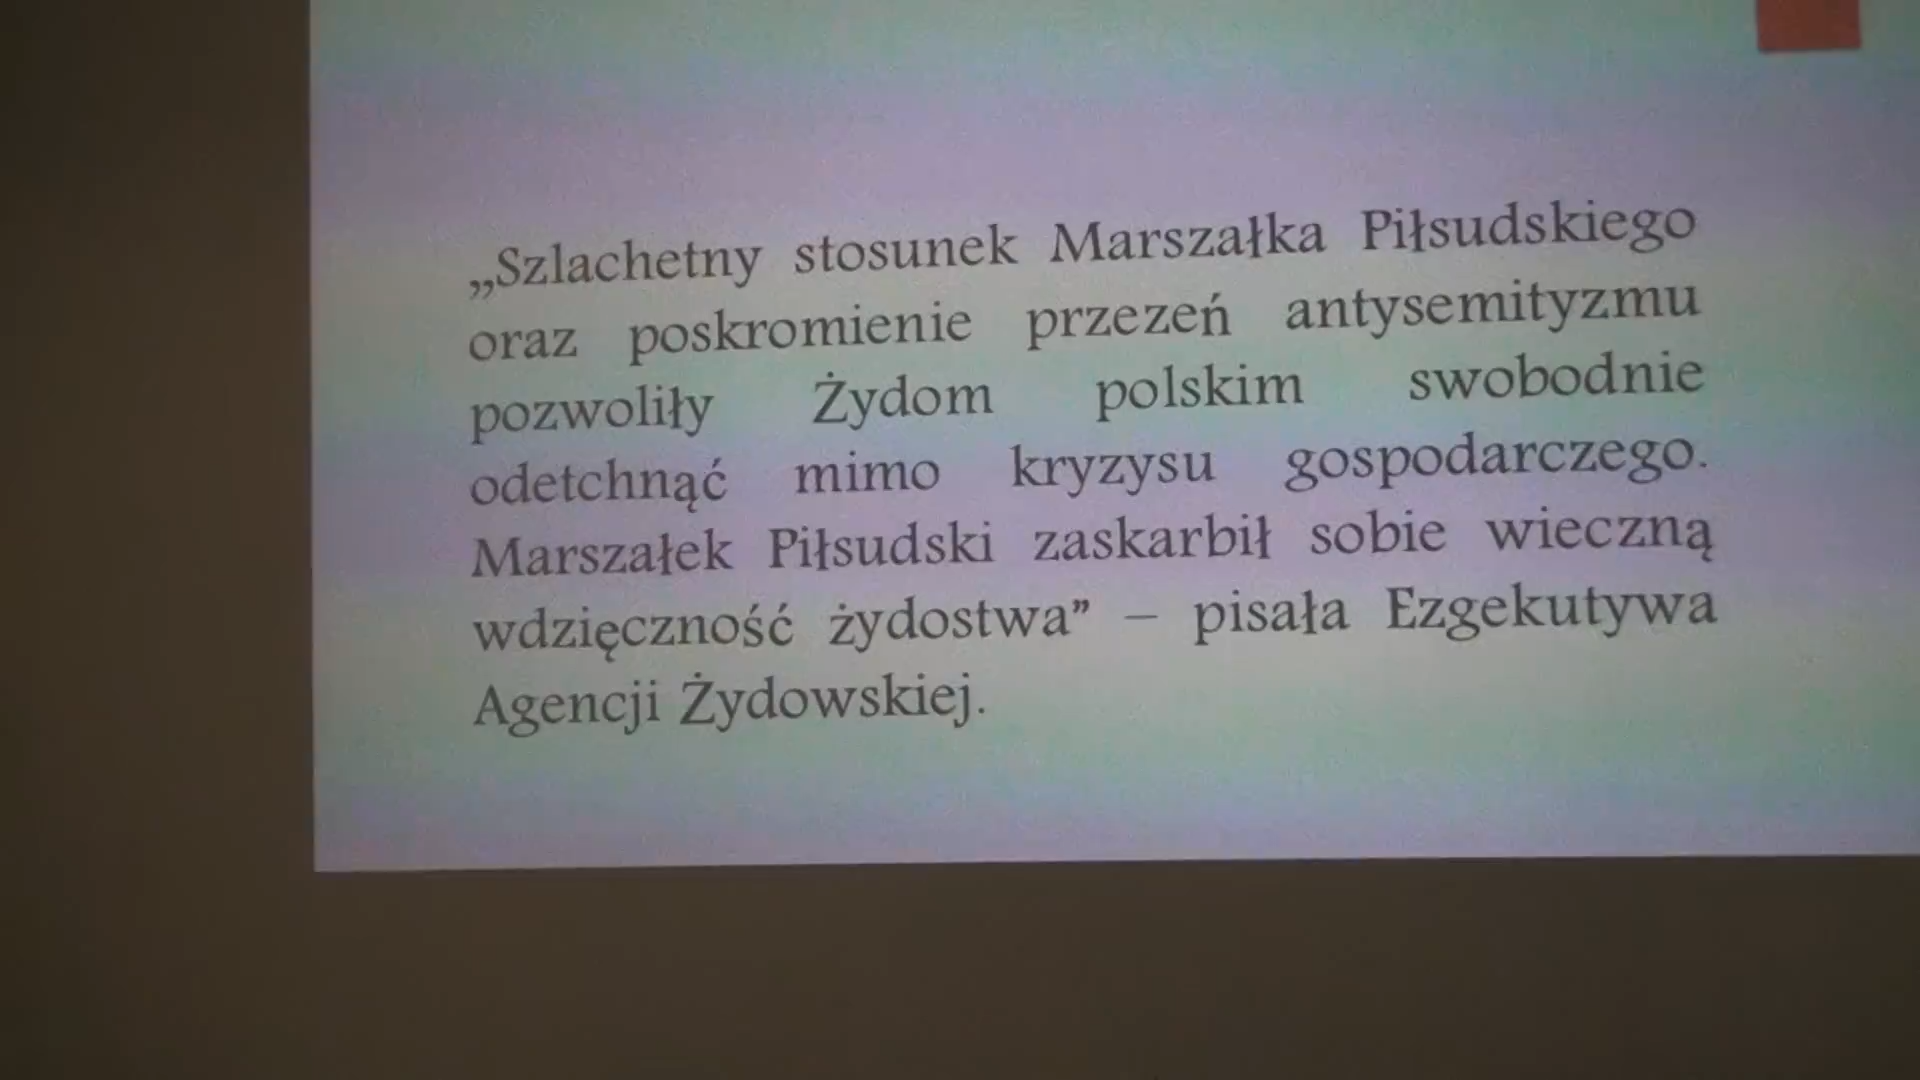 „Szlachetny stosunek Marszałka Piłsudskiego
oraz poskromienie przezeń antysemityzmu
pozwoliły Żydom polskim swobodnie
odetchnąć mimo kryzysu gospodarczego.
Marszałek Piłsudski zaskarbił sobie wieczną
wdzięczność żydostwa” – pisała Ezgekutywa
Agencji Żydowskiej.